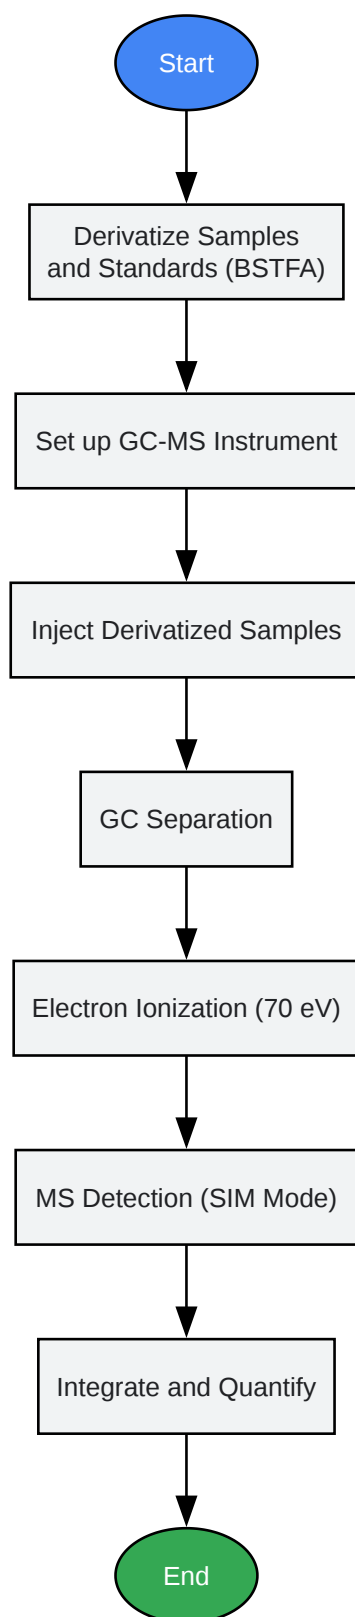 Start
Derivatize Samples
and Standards (BSTFA)
Set up GC-MS Instrument
Inject Derivatized Samples
GC Separation
Electron Ionization (70 eV)
MS Detection (SIM Mode)
Integrate and Quantify
End